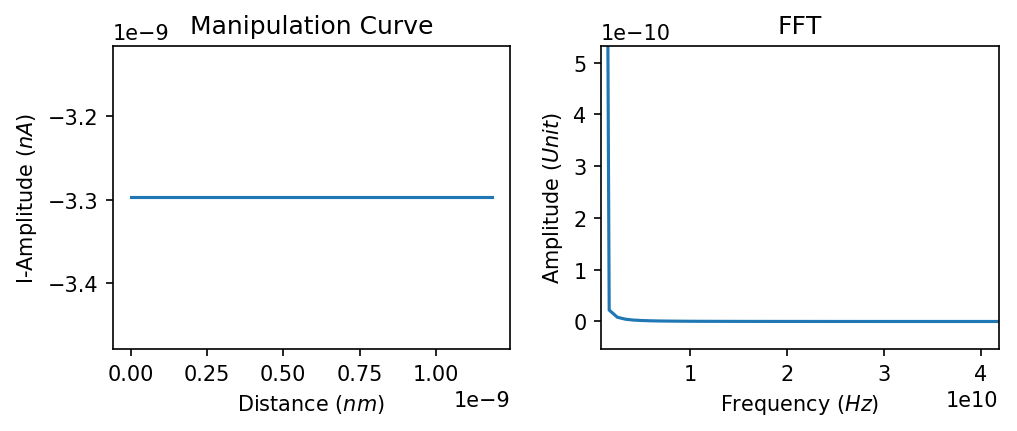 Manipulation Curve
1e−9
I-Amplitude (nA)
−3.2
−3.3
−3.4
0.00 0.25 0.50 0.75 1.00
Distance (nm)
1e−9
FFT
1e−10
Amplitude (Unit)
5
4
3
2
1
0
1 2 3 4
Frequency (Hz)
1e10